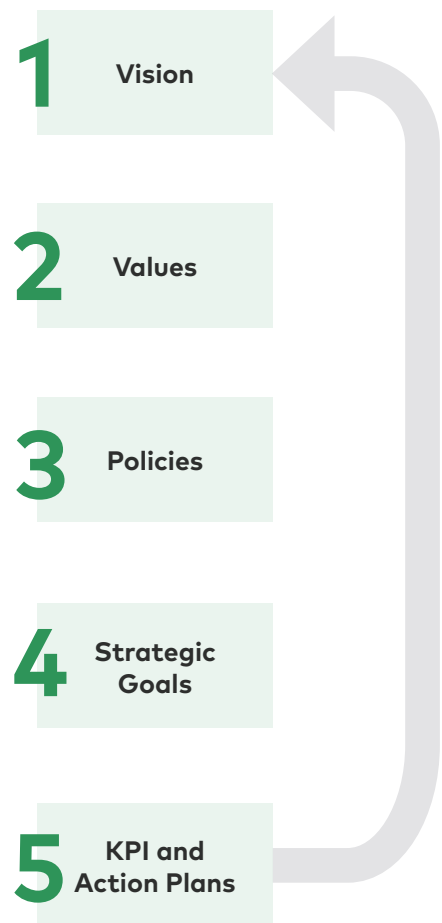 1
Vision
2
Values
3
Policies
4
Strategic
Goals
5
KPI and
Action Plans